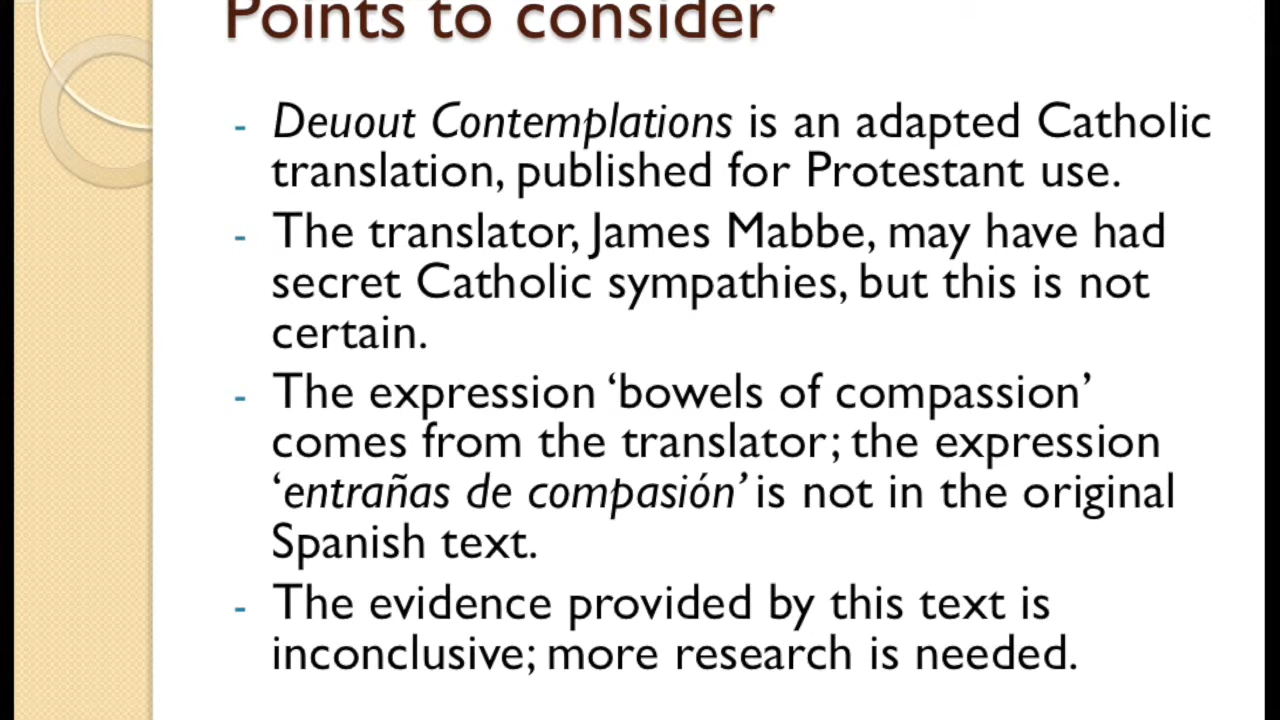 Points to consider
- Deuout Contemplations is an adapted Catholic
translation, published for Protestant use.
- The translator, James Mabbe, may have had
secret Catholic sympathies, but this is not
certain.
- The expression ‘bowels of compassion’
comes from the translator; the expression
‘entrañas de compasión’ is not in the original
Spanish text.
- The evidence provided by this text is
inconclusive; more research is needed.